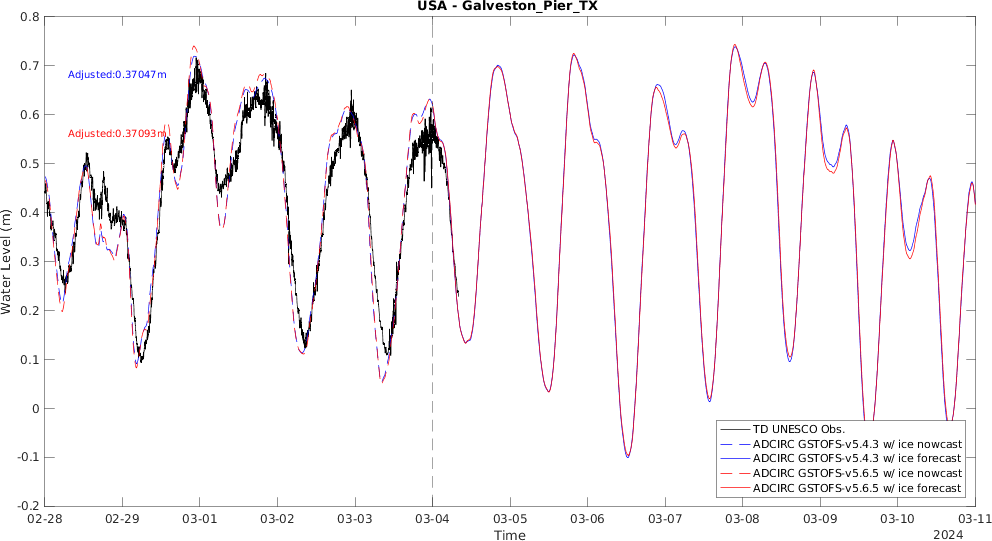 USA - Galveston_Pier_TX
0.8
0.7
0.6
0.5
0.4
0.3
0.2
0.1
0
-0.1
-0.2
Water Level (m)
Adjusted:0.37047m
Adjusted:0.37093m
TD UNESCO Obs.
ADCIRC GSTOFS-v5.4.3 w/ ice nowcast
ADCIRC GSTOFS-v5.4.3 w/ ice forecast
ADCIRC GSTOFS-v5.6.5 w/ ice nowcast
ADCIRC GSTOFS-v5.6.5 w/ ice forecast
02-28 02-29 03-01 03-02 03-03 03-04 03-05 03-06 03-07 03-08 03-09 03-10 03-11
Time
2024